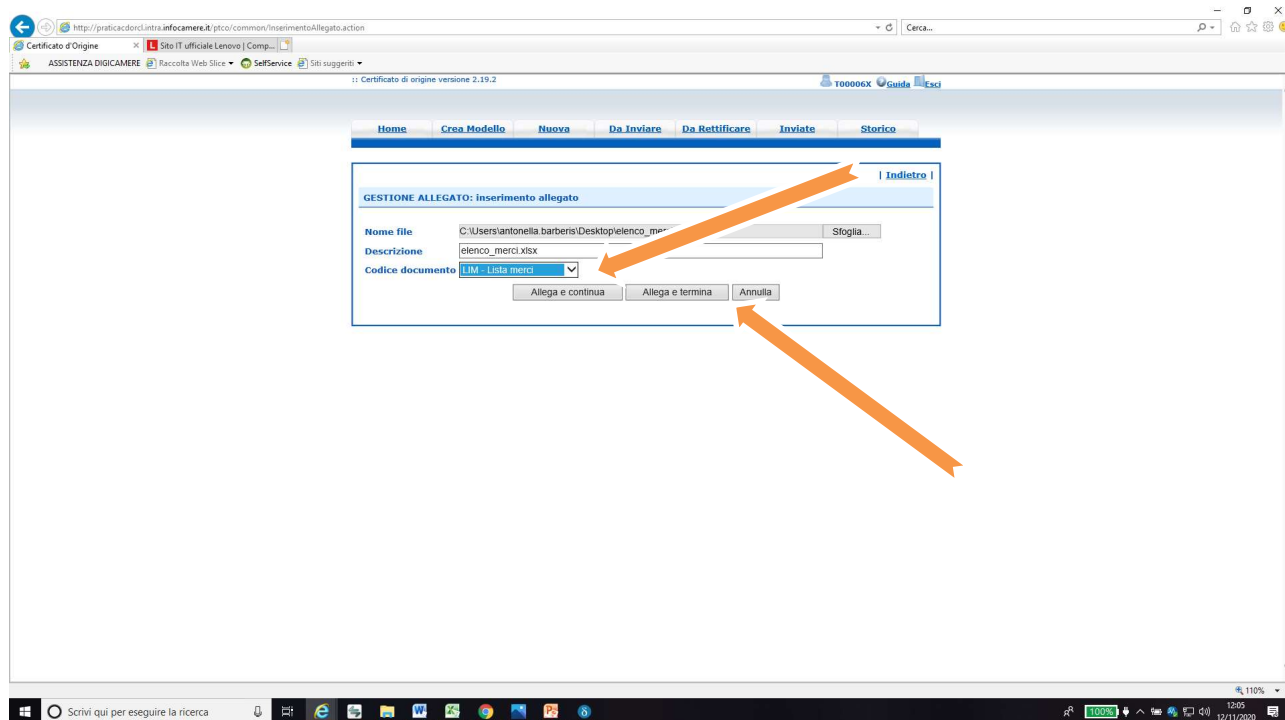 http://praticacdorcl.intra.infocamere.it/ptco/common/InserimentoAllegato.action
Cerca...
Certificato d'Origine
Sito IT ufficiale Lenovo | Comp...
ASSISTENZA DIGICAMERE
Raccolta Web Slice
SelfService
Siti suggeriti
:: Certificato di origine versione 2.19.2
T00006X Guida Esci
Home Crea Modello Nuova Da Inviare Da Rettificare Inviate Storico
| Indietro |
GESTIONE ALLEGATO: inserimento allegato
Nome file C:\Users\antonella.barberis\Desktop\elenco_mer Sfoglia...
Descrizione elenco_merci.xlsx
Codice documento LIM - Lista merci
Allega e continua Allega e termina Annulla
110%
Scrivi qui per eseguire la ricerca
100%
12:05
12/11/2020